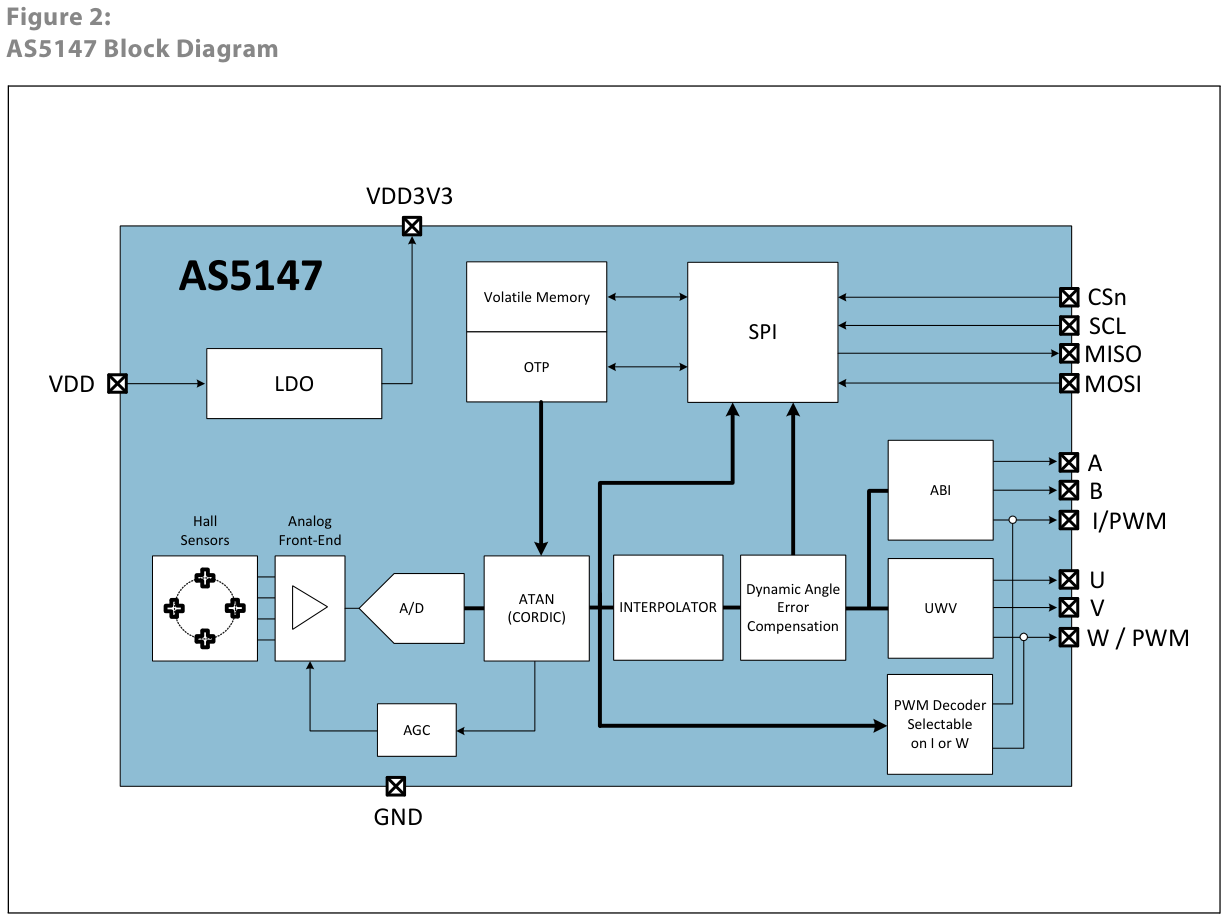 Figure 2:
AS5147 Block Diagram
VDD3V3
AS5147
VDD
LDO
Volatile Memory
OTP
SPI
CSn
SCL
MISO
MOSI
Hall
Sensors
Analog
Front-End
A/D
ATAN
(CORDIC)
INTERPOLATOR
Dynamic Angle
Error
Compensation
ABI
A
B
I/PWM
UWV
U
V
W / PWM
AGC
PWM Decoder
Selectable
on I or W
GND